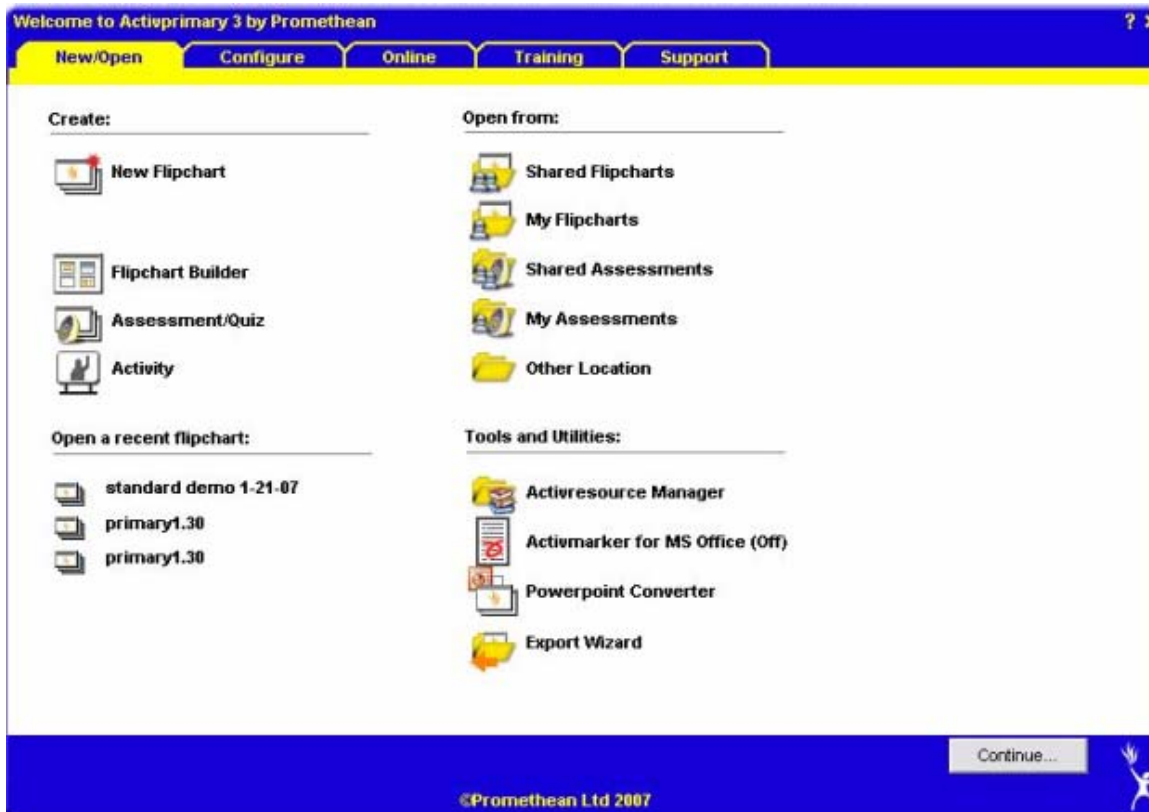 Welcome to Activprimary 3 by Promethean
?
New/Open Configure Online Training Support
Create:
New Flipchart
Flipchart Builder
Assessment/Quiz
Activity
Open a recent flipchart:
standard demo 1-21-07
primary1.30
primary1.30
Open from:
Shared Flipcharts
My Flipcharts
Shared Assessments
My Assessments
Other Location
Tools and Utilities:
Activresource Manager
Activmarker for MS Office (Off)
Powerpoint Converter
Export Wizard
Continue...
©Promethean Ltd 2007